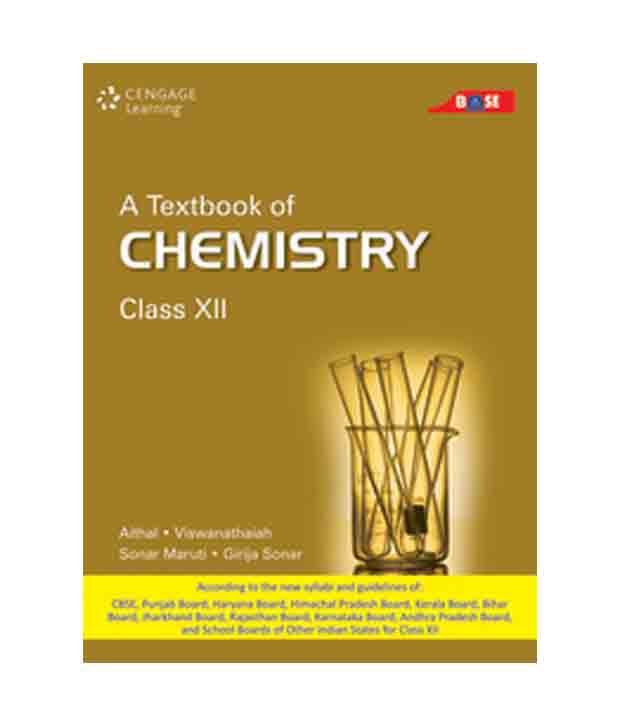 CENGAGE
Learning
BASE
A Textbook of
CHEMISTRY
Class XII
Aithal • Viswanathaiah
Sonar Maruti • Girija Sonar
According to the new syllabi and guidelines of:
CBSE, Punjab Board, Haryana Board, Himachal Pradesh Board, Kerala Board, Bihar
Board, Jharkhand Board, Rajasthan Board, Karnataka Board, Andhra Pradesh Board,
and School Boards of Other Indian States for Class XII